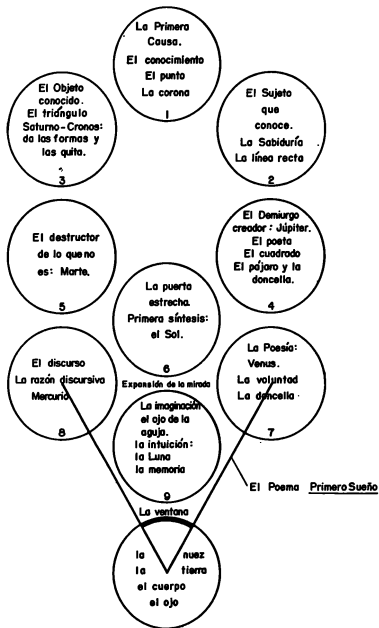 La Primera
Causa.
El conocimiento
El punto
La corona
1
El Objeto
conocido.
El triángulo
Saturno-Cronos:
da las formas y
las quita.
3
El Sujeto
que
conoce.
La Sabiduría
La línea recta
2
El destructor
de lo que no
es: Marte.
5
El Demiurgo
creador: Júpiter.
El poeta
El cuadrado
El pájaro y la
doncella.
4
La puerta
estrecha.
Primera síntesis:
el Sol.
6
El discurso
La razón discursiva
Mercurio
8
Expansión de la mirada
La Poesía:
Venus.
La voluntad
La doncella
7
La imaginación
el ojo de la
aguja.
la intuición:
la Luna
la memoria
9
El Poema Primero Sueño
La ventana
la nuez
la tierra
el cuerpo
el ojo